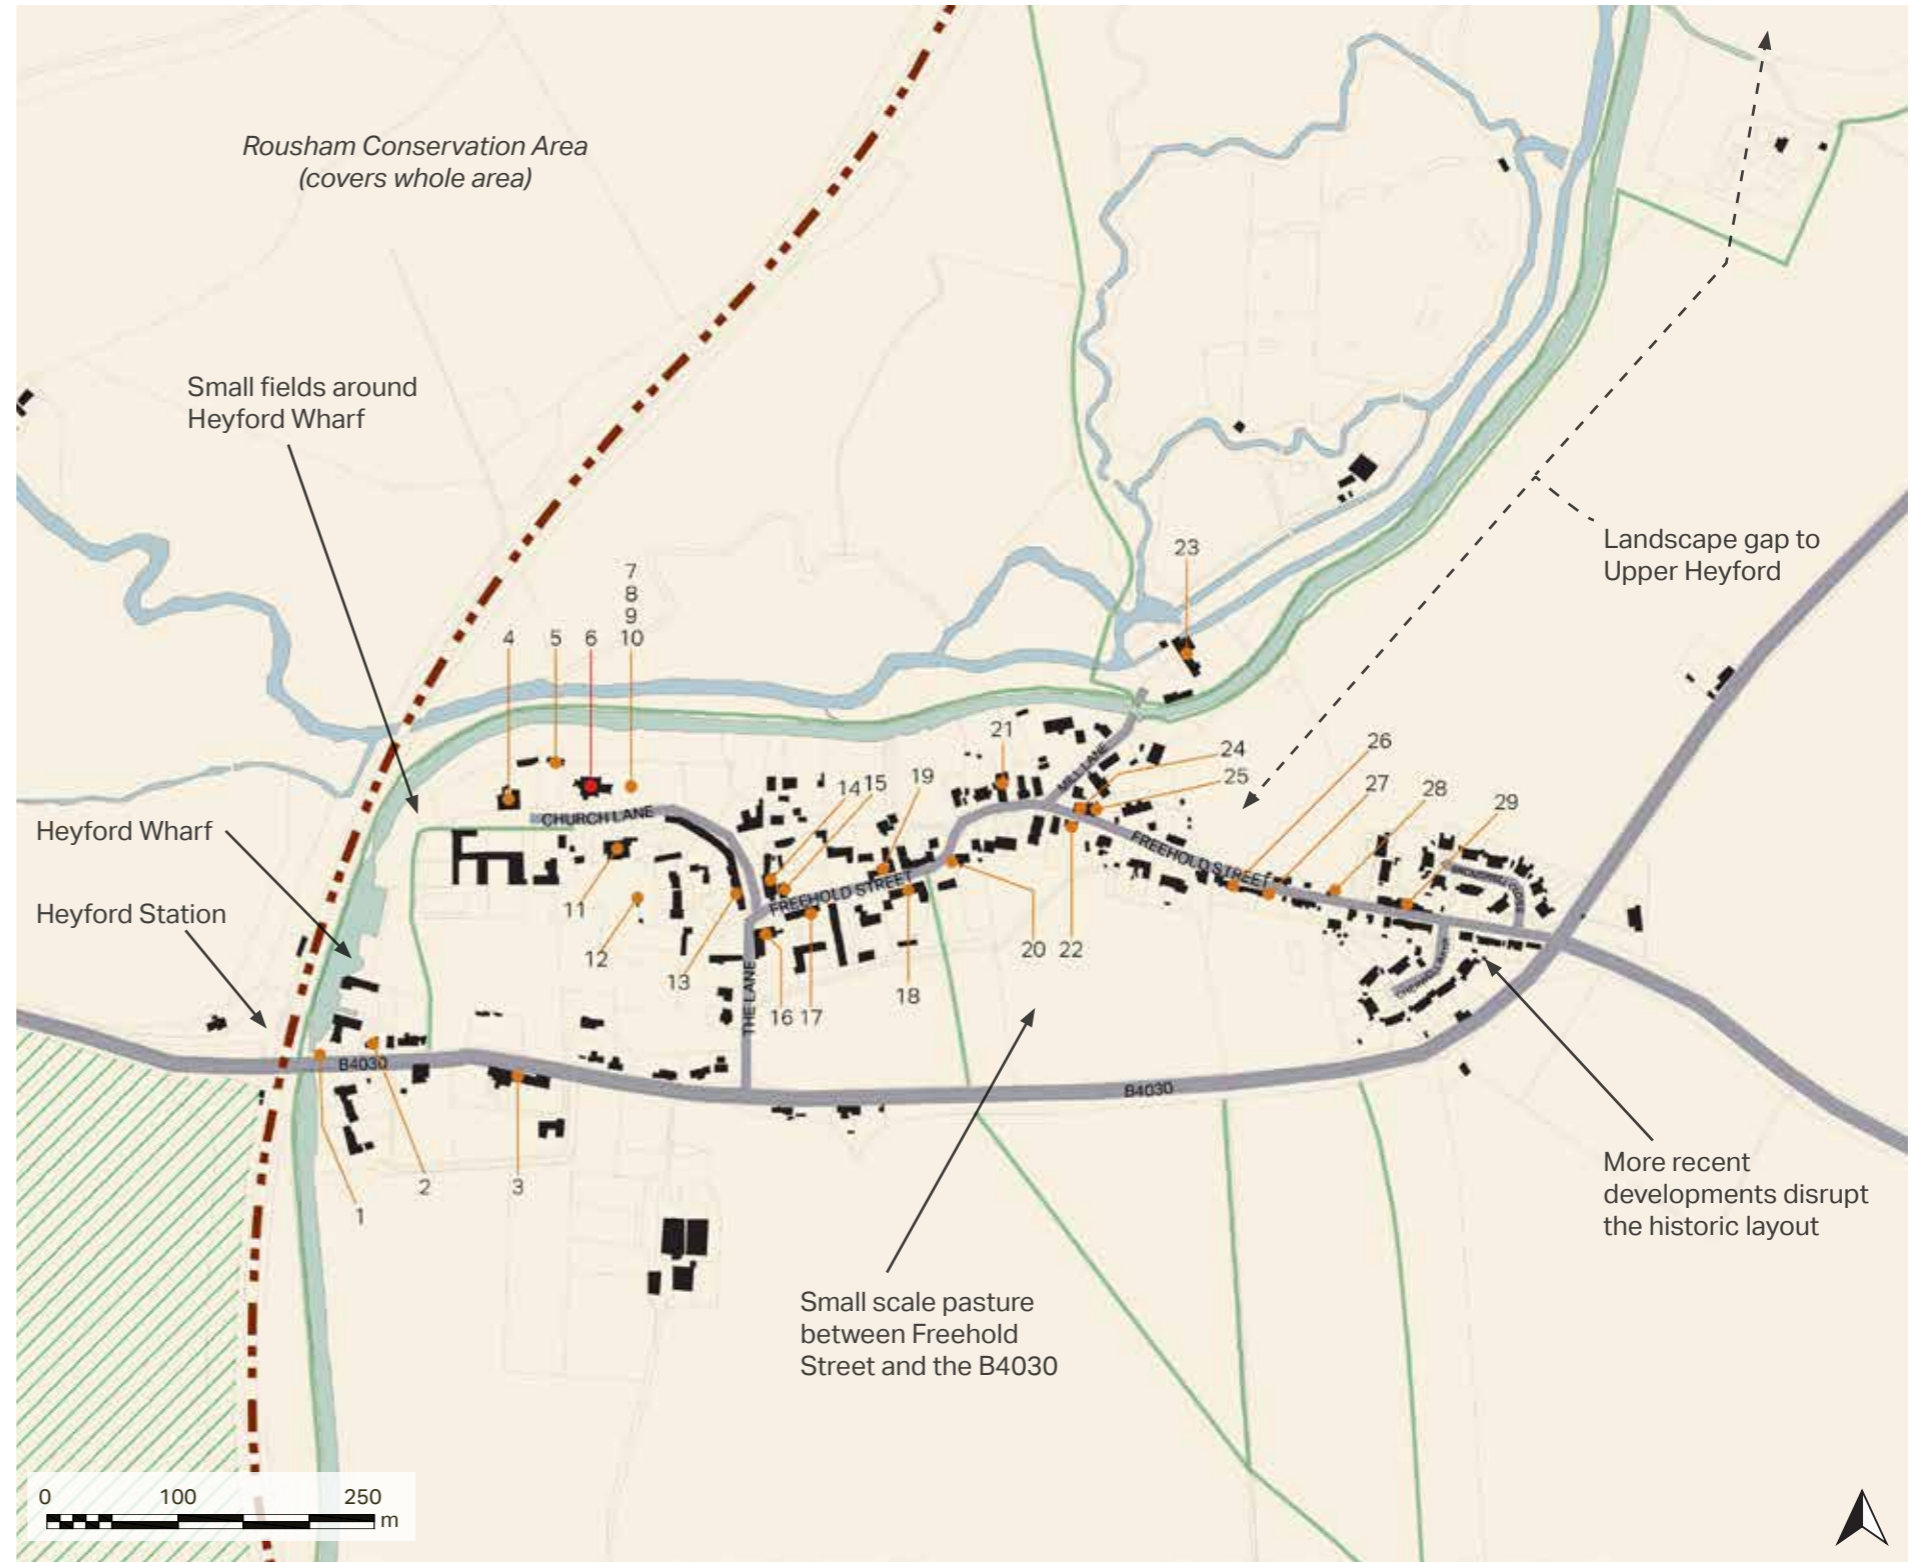 Rousham Conservation Area
(covers whole area)
Small fields around
Heyford Wharf
Landscape gap to
Upper Heyford
23
7
8
9
4 5 6 10
21
24
26
25
14 15 19
27
28
29
MILL LANE
CHURCH LANE
Heyford Wharf
FREEHOLD STREET
FREEHOLD STREET
11
Heyford Station
12
13
20 22
18
16 17
THE LANE
B4030
B4030
2
3
1
More recent
developments disrupt
the historic layout
Small scale pasture
between Freehold
Street and the B4030
0 100 250
m